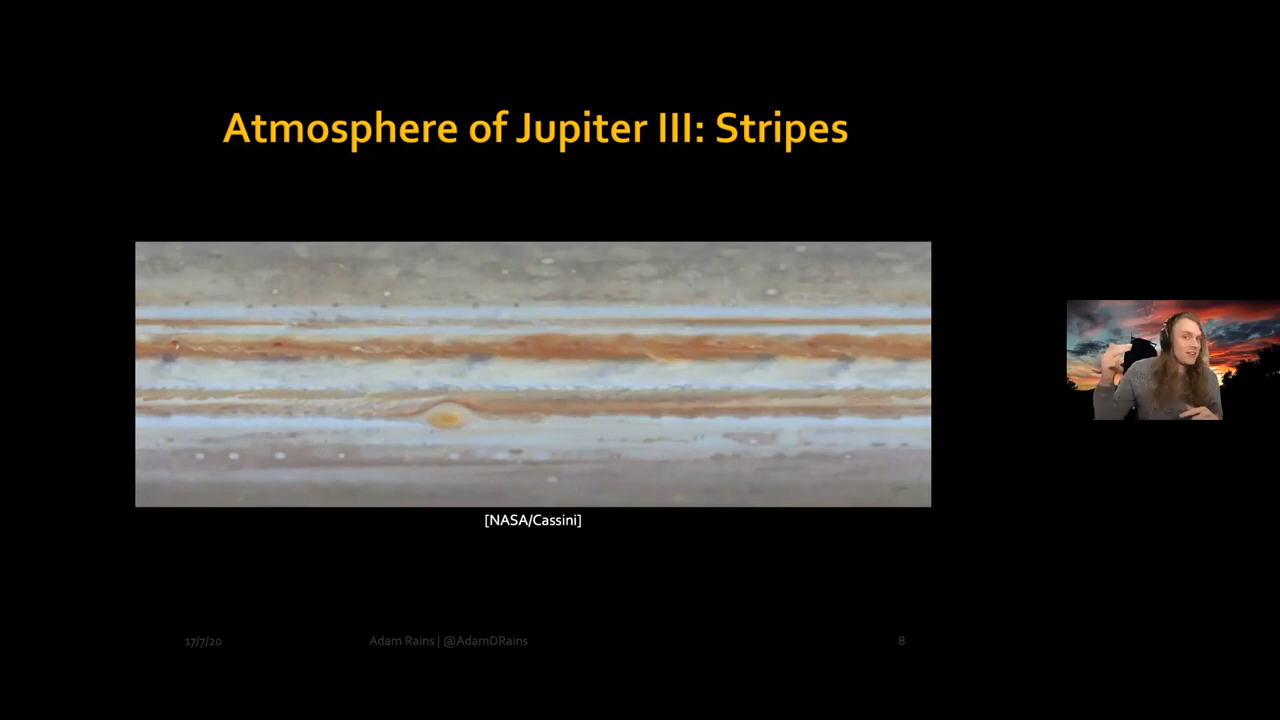 Atmosphere of Jupiter III: Stripes
[NASA/Cassini]
17/7/20
Adam Rains | @AdamDRains
8